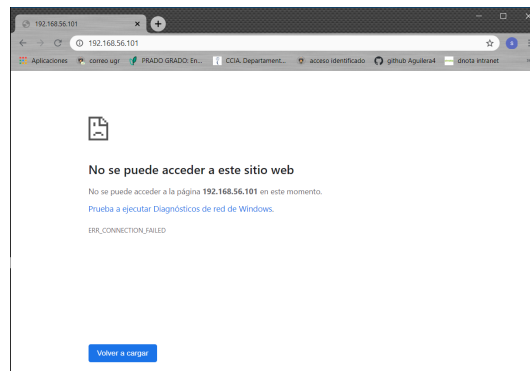 192.168.56.101
192.168.56.101
Aplicaciones correo ugr PRADO GRADO: En... CCIA. Departament... acceso identificado github Aguilera4 dnota intranet
No se puede acceder a este sitio web
No se puede acceder a la página 192.168.56.101 en este momento.
Prueba a ejecutar Diagnósticos de red de Windows.
ERR_CONNECTION_FAILED
Volver a cargar